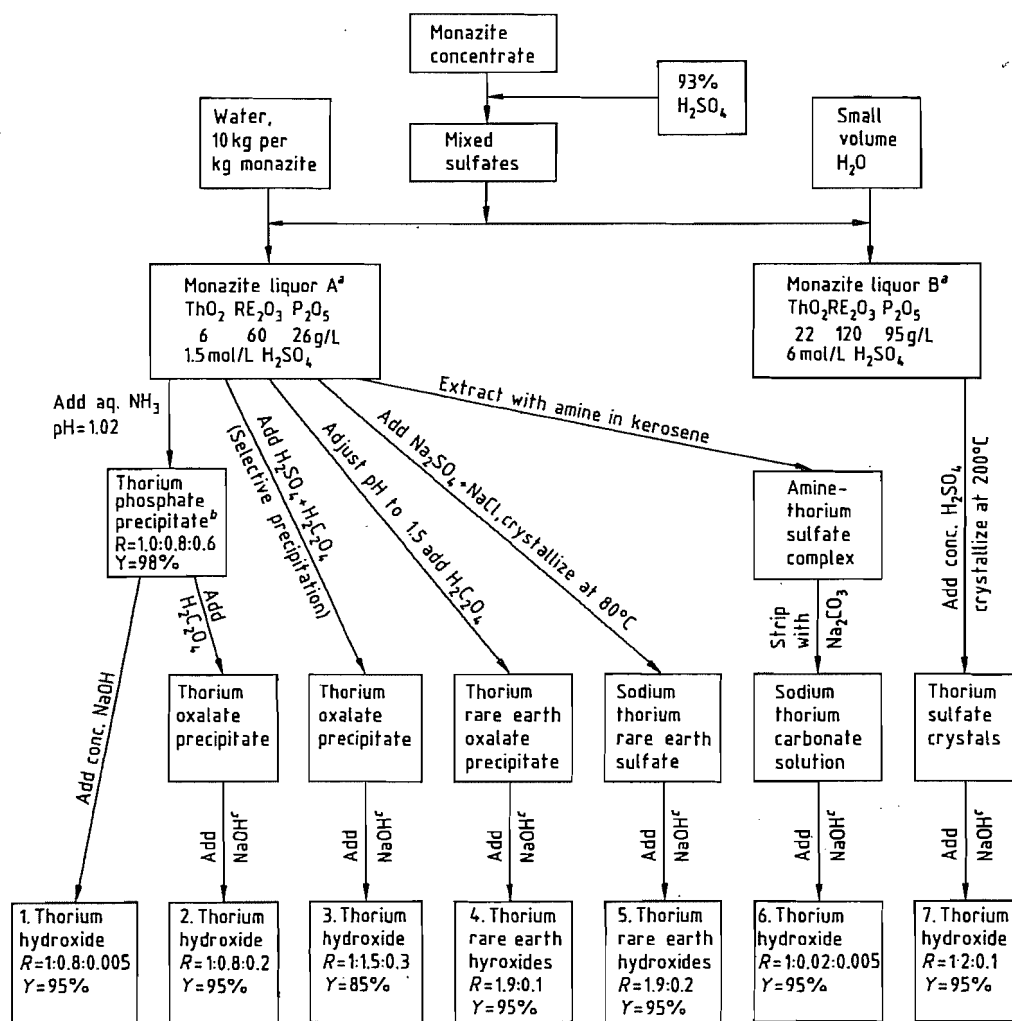 Monazite
concentrate
93%
H₂SO₄
Water,
10 kg per
kg monazite
Mixed
sulfates
Small
volume
H₂O
Monazite liquor Aᵃ
ThO₂ RE₂O₃ P₂O₅
6 60 26 g/L
1.5 mol/L H₂SO₄
Monazite liquor Bᵃ
ThO₂ RE₂O₃ P₂O₅
22 120 95 g/L
6 mol/L H₂SO₄
Add aq. NH₃
pH=1.02
Add H₂SO₄+H₂C₂O₄
(Selective precipitation)
Adjust pH to 1.5 add H₂C₂O₄
Add Na₂SO₄+NaCl, crystallize at 80°C
Extract with amine in kerosene
Add conc. H₂SO₄
crystallize at 200°C
Thorium
phosphate
precipitateᵇ
R=1.0:0.8:0.6
Y=98%
Amine-
thorium
sulfate
complex
Add conc. NaOH
Add
H₂C₂O₄
Strip
with
Na₂CO₃
Thorium
oxalate
precipitate
Thorium
oxalate
precipitate
Thorium
rare earth
oxalate
precipitate
Sodium
thorium
rare earth
sulfate
Sodium
thorium
carbonate
solution
Thorium
sulfate
crystals
Add
NaOHᶜ
Add
NaOHᶜ
Add
NaOHᶜ
Add
NaOHᶜ
Add
NaOHᶜ
Add
NaOHᶜ
1. Thorium
hydroxide
R=1:0.8:0.005
Y=95%
2. Thorium
hydroxide
R=1:0.8:0.2
Y=95%
3. Thorium
hydroxide
R=1:1.5:0.3
Y=85%
4. Thorium
rare earth
hyroxides
R=1.9:0.1
Y=95%
5. Thorium
rare earth
hydroxides
R=1.9:0.2
Y=95%
6. Thorium
hydroxide
R=1:0.02:0.005
Y=95%
7. Thorium
hydroxide
R=1:2:0.1
Y=95%